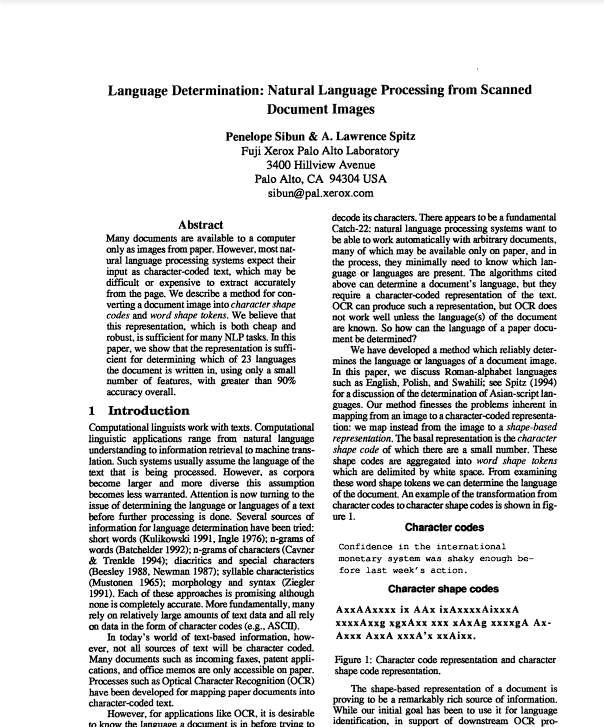 Language Determination: Natural Language Processing from Scanned
Document Images
Penelope Sibun & A. Lawrence Spitz
Fuji Xerox Palo Alto Laboratory
3400 Hillview Avenue
Palo Alto, CA 94304 USA
sibun@pal.xerox.com
Abstract
Many documents are available to a computer
only as images from paper. However, most nat-
ural language processing systems expect their
input as character-coded text, which may be
difficult or expensive to extract accurately
from the page. We describe a method for con-
verting a document image into character shape
codes and word shape tokens. We believe that
this representation, which is both cheap and
robust, is sufficient for many NLP tasks. In this
paper, we show that the representation is suffi-
cient for determining which of 23 languages
the document is written in, using only a small
number of features, with greater than 90%
accuracy overall.
1 Introduction
Computational linguists work with texts. Computational
linguistic applications range from natural language
understanding to information retrieval to machine trans-
lation. Such systems usually assume the language of the
text that is being processed. However, as corpora
become larger and more diverse this assumption
becomes less warranted. Attention is now turning to the
issue of determining the language or languages of a text
before further processing is done. Several sources of
information for language determination have been tried:
short words (Kulikowski 1991, Ingle 1976); n-grams of
words (Batchelder 1992); n-grams of characters (Cavner
& Trenkle 1994); diacritics and special characters
(Beesley 1988, Newman 1987); syllable characteristics
(Mustonen 1965); morphology and syntax (Ziegler
1991). Each of these approaches is promising although
none is completely accurate. More fundamentally, many
rely on relatively large amounts of text data and all rely
on data in the form of character codes (e.g., ASCII).
In today's world of text-based information, how-
ever, not all sources of text will be character coded.
Many documents such as incoming faxes, patent appli-
cations, and office memos are only accessible on paper.
Processes such as Optical Character Recognition (OCR)
have been developed for mapping paper documents into
character-coded text.
However, for applications like OCR, it is desirable
to know the language a document is in before trying to
decode its characters. There appears to be a fundamental
Catch-22: natural language processing systems want to
be able to work automatically with arbitrary documents,
many of which may be available only on paper, and in
the process, they minimally need to know which lan-
guage or languages are present. The algorithms cited
above can determine a document's language, but they
require a character-coded representation of the text.
OCR can produce such a representation, but OCR does
not work well unless the language(s) of the document
are known. So how can the language of a paper docu-
ment be determined?
We have developed a method which reliably deter-
mines the language or languages of a document image.
In this paper, we discuss Roman-alphabet languages
such as English, Polish, and Swahili; see Spitz (1994)
for a discussion of the determination of Asian-script lan-
guages. Our method finesses the problems inherent in
mapping from an image to a character-coded representa-
tion: we map instead from the image to a shape-based
representation. The basal representation is the character
shape code of which there are a small number. These
shape codes are aggregated into word shape tokens
which are delimited by white space. From examining
these word shape tokens we can determine the language
of the document. An example of the transformation from
character codes to character shape codes is shown in fig-
ure 1.
Character codes
Confidence in the international
monetary system was shaky enough be-
fore last week's action.
Character shape codes
AxxAAxxxx ix AAx ixAxxxxAixxxA
xxxxAxxg xgxAxx xxx xAxAg xxxxgA Ax-
Axxx AxxA xxxA'x xxAixx.
Figure 1: Character code representation and character
shape code representation.
The shape-based representation of a document is
proving to be a remarkably rich source of information.
While our initial goal has been to use it for language
identification, in support of downstream OCR pro-